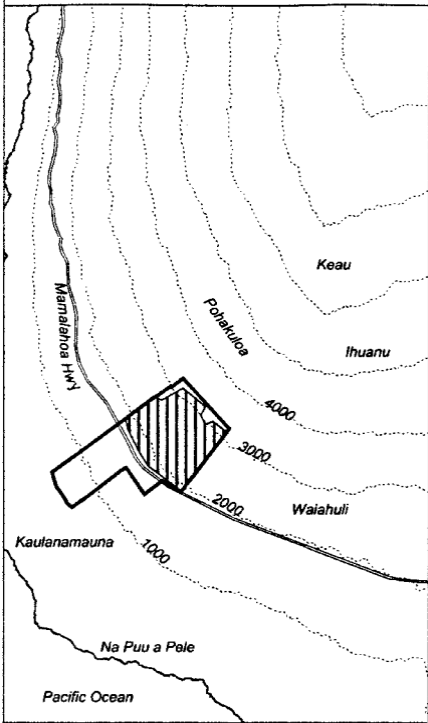 Keau
Pohakuloa
Ihuanu
Mamalahoa Hwy
4000
3000
2000
Waiahuli
Kaulanamauna
1000
Na Puu a Pele
Pacific Ocean